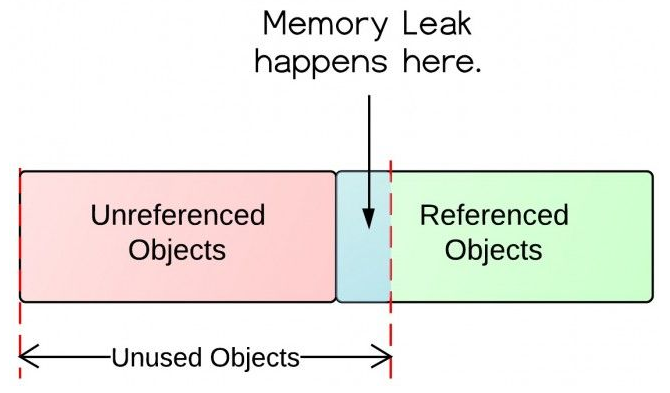 Memory Leak
happens here.
Unreferenced
Objects
Referenced
Objects
Unused Objects